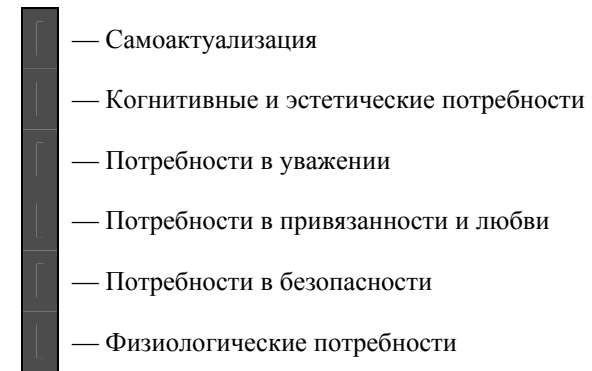 — Самоактуализация
— Когнитивные и эстетические потребности
— Потребности в уважении
— Потребности в привязанности и любви
— Потребности в безопасности
— Физиологические потребности